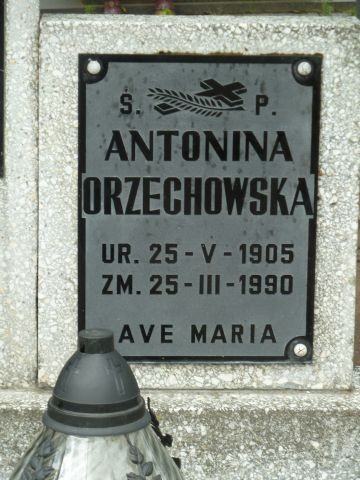 Ś. P.
ANTONINA
ORZECHOWSKA
UR. 25-V-1905
ZM. 25-III-1990
AVE MARIA